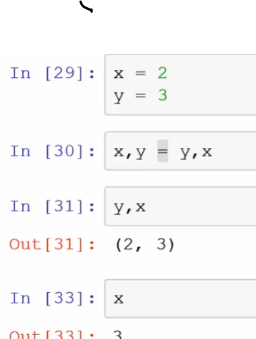 In [29]: x = 2
y = 3
In [30]: x,y = y,x
In [31]: y,x
Out[31]: (2, 3)
In [33]: x
Out[33]: 3